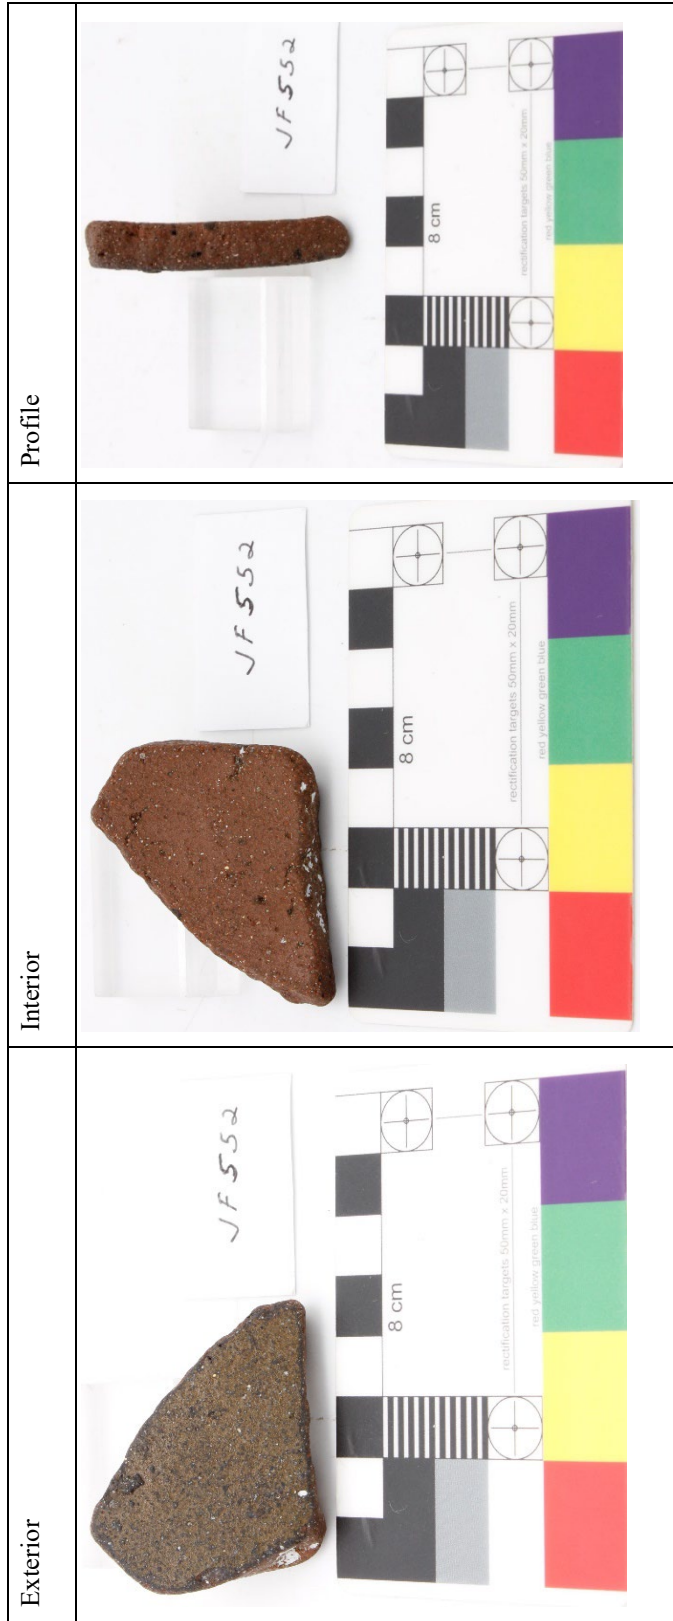 Profile
JF552
8 cm
rectification targets 50mm x 20mm
red yellow green blue
Interior
JF552
8 cm
rectification targets 50mm x 20mm
red yellow green blue
Exterior
JF552
8 cm
rectification targets 50mm x 20mm
red yellow green blue